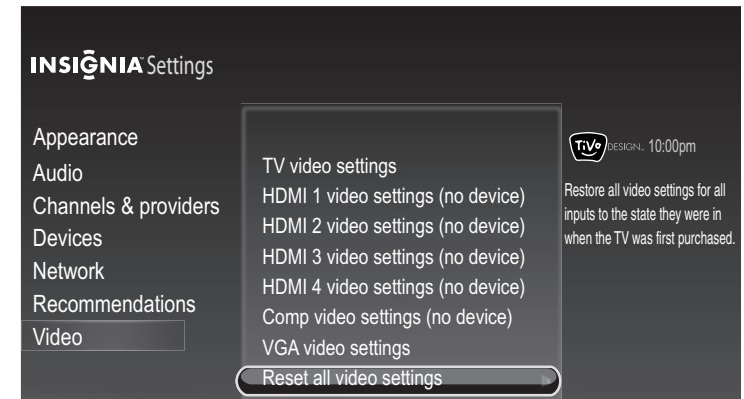 INSIGNIA™ Settings
Appearance
Audio
Channels & providers
Devices
Network
Recommendations
Video
TV video settings
HDMI 1 video settings (no device)
HDMI 2 video settings (no device)
HDMI 3 video settings (no device)
HDMI 4 video settings (no device)
Comp video settings (no device)
VGA video settings
Reset all video settings
TiVo DESIGN™ 10:00pm
Restore all video settings for all
inputs to the state they were in
when the TV was first purchased.